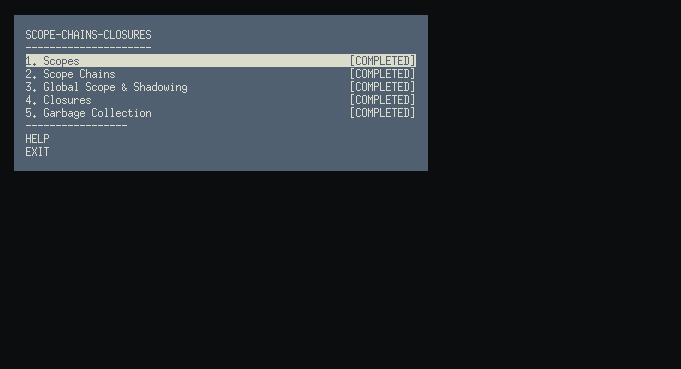 SCOPE-CHAINS-CLOSURES
---------------------
1. Scopes [COMPLETED]
2. Scope Chains [COMPLETED]
3. Global Scope & Shadowing [COMPLETED]
4. Closures [COMPLETED]
5. Garbage Collection [COMPLETED]
-----------------
HELP
EXIT